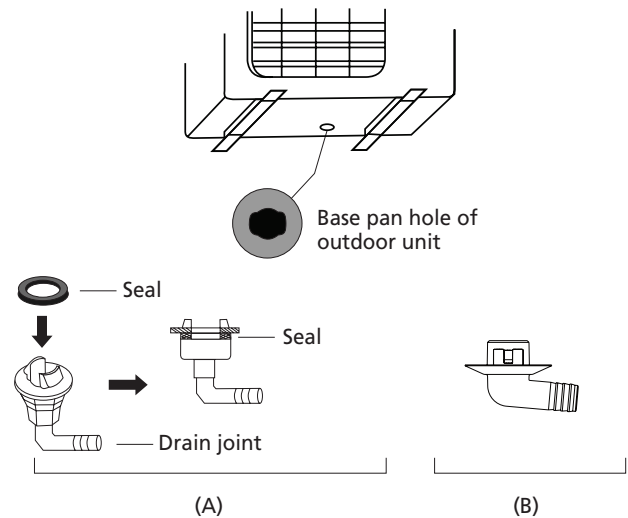 Base pan hole of
outdoor unit
Seal
Seal
Drain joint
(A)
(B)